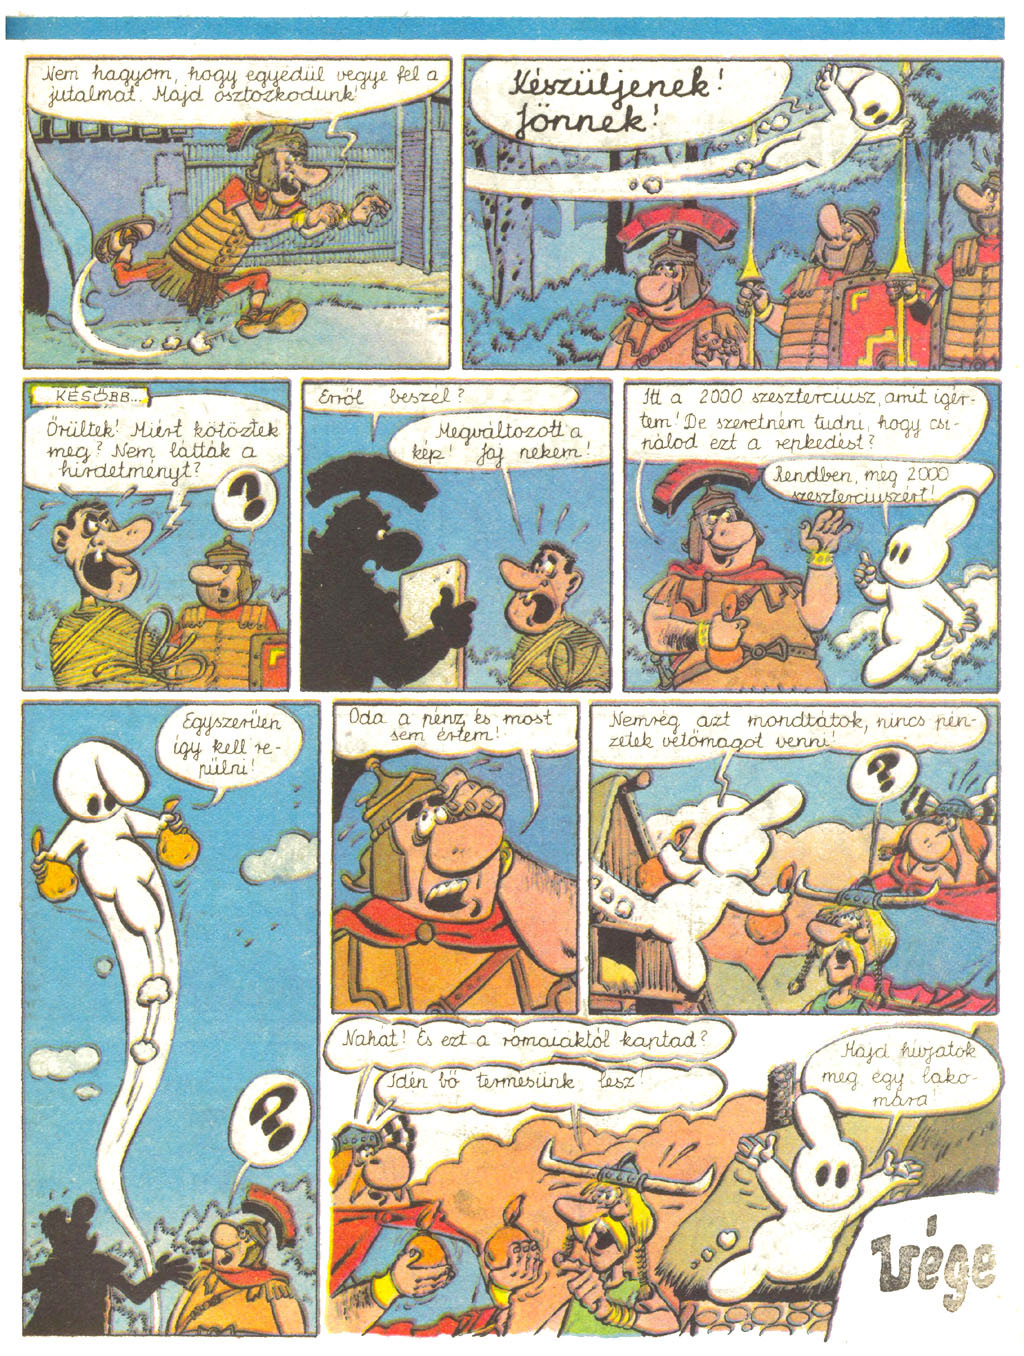 Nem hagyom, hogy egyedül vegye fel a
jutalmat. Majd osztozkodunk!
Készüljenek!
Jönnek!
KÉSŐBB...
Őrültek! Miért kötöztek
meg? Nem látták a
hirdetményt?
?
Erről beszél?
Megváltozott a
kép! Jaj nekem!
Itt a 2000 szeszterciusz, amit ígér-
tem! De szeretném tudni, hogy csi-
nálod ezt a repkedést?
Rendben, még 2000
szeszterciuszért!
Egyszerűen
így kell re-
pülni!
?!
Oda a pénz és most
sem értem!
Nemrég azt mondtátok, nincs pén-
zetek vetőmagot venni!
?
Nahát! És ezt a rómaiaktól kaptad?
Idén bő termésünk lesz!
Majd hívjatok
meg egy lako-
mára!
Vége